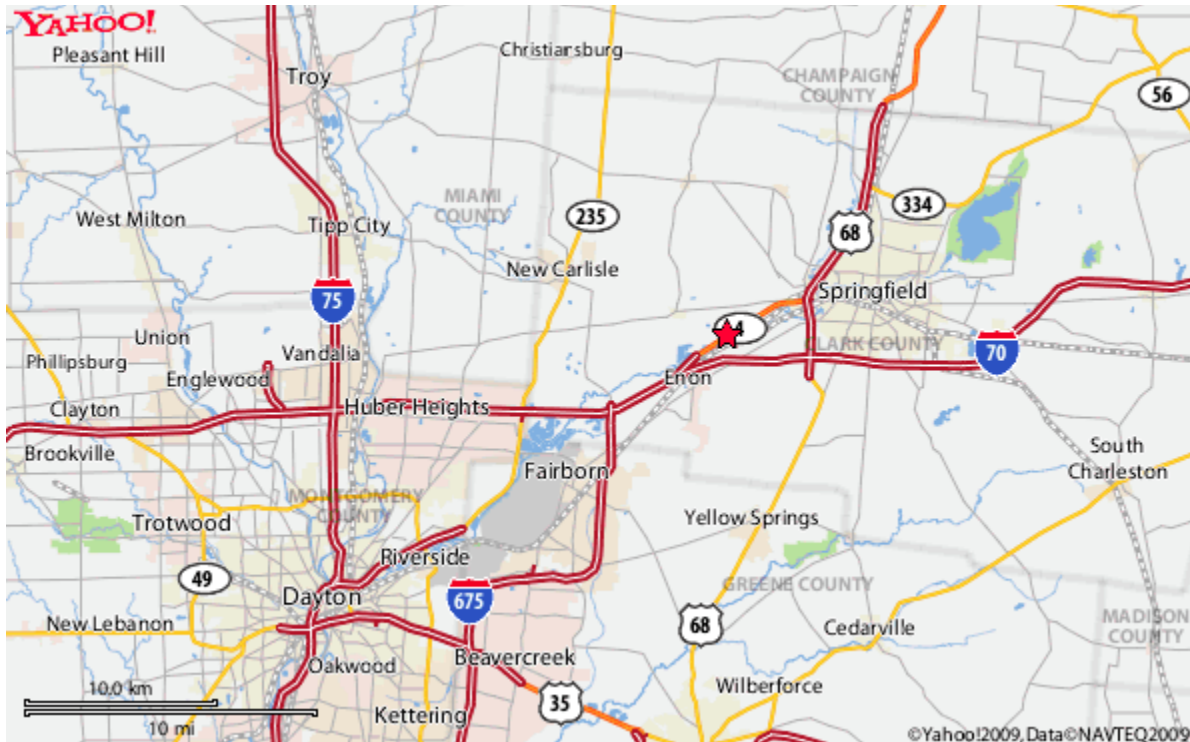 YAHOO!
Pleasant Hill
Christiansburg
Troy
CHAMPAIGN
COUNTY
56
MIAMI
COUNTY
334
West Milton
Tipp City
235
68
New Carlisle
75
Springfield
4
Union
Vandalia
CLARK COUNTY
70
Phillipsburg
Englewood
Enon
Clayton
Huber Heights
Brookville
Fairborn
South
Charleston
MONTGOMERY
COUNTY
Trotwood
Yellow Springs
Riverside
49
Dayton
675
GREENE COUNTY
New Lebanon
68
Cedarville
MADISON
COUNTY
Oakwood
Beavercreek
10.0 km
Wilberforce
35
Kettering
10 mi
©Yahoo!2009, Data©NAVTEQ2009